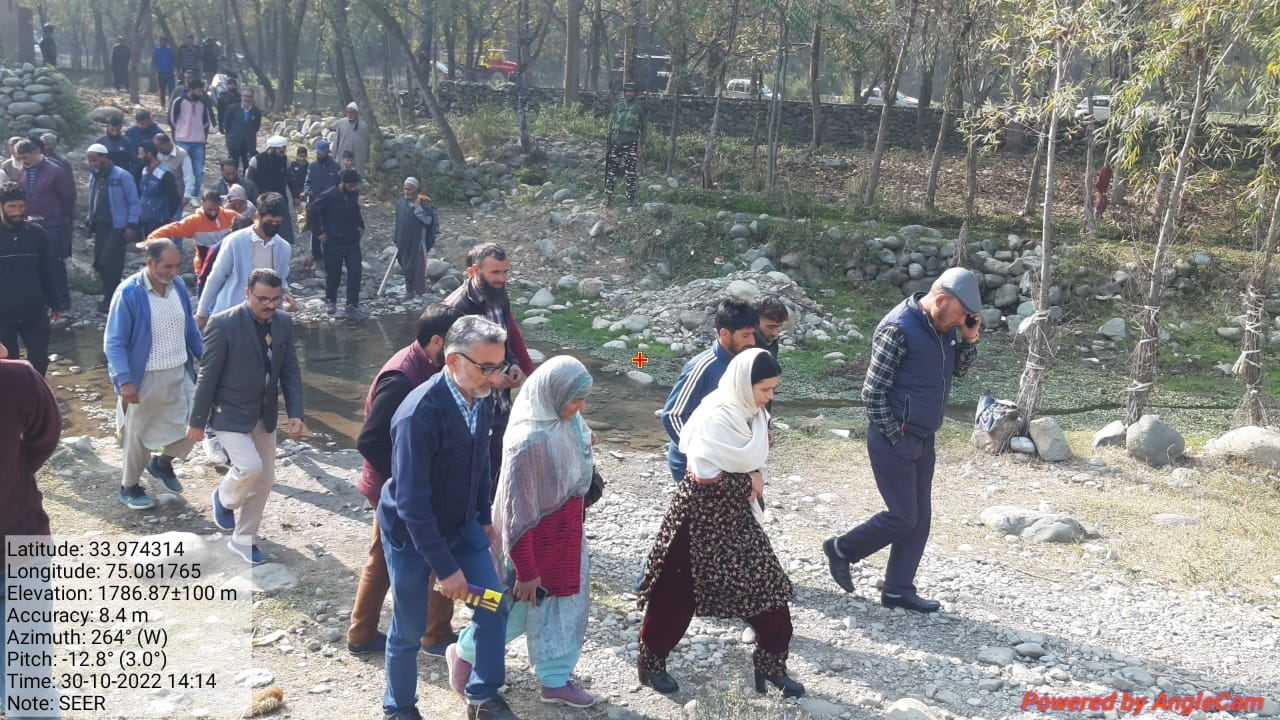 Latitude: 33.974314
Longitude: 75.081765
Elevation: 1786.87±100 m
Accuracy: 8.4 m
Azimuth: 264° (W)
Pitch: -12.8° (3.0°)
Time: 30-10-2022 14:14
Note: SEER
Powered by AngleCam